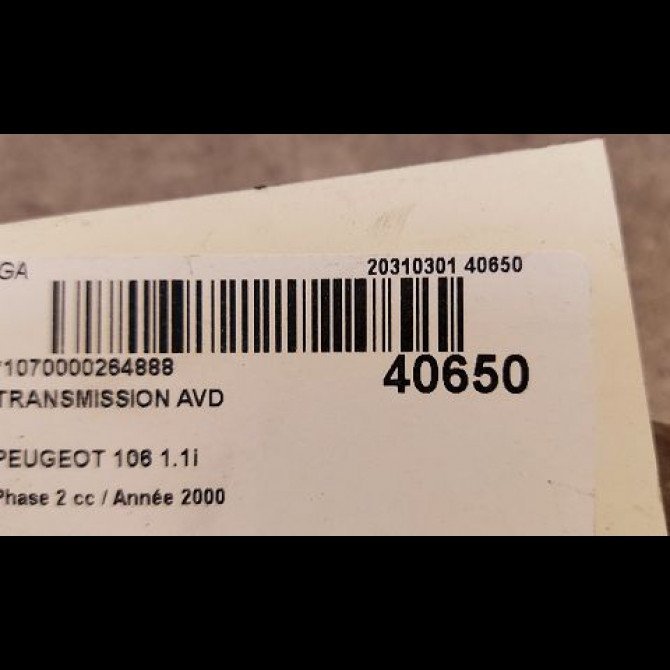 GA 20310301 40650
*1070000264888 40650
TRANSMISSION AVD
PEUGEOT 106 1.1i
Phase 2 cc / Année 2000